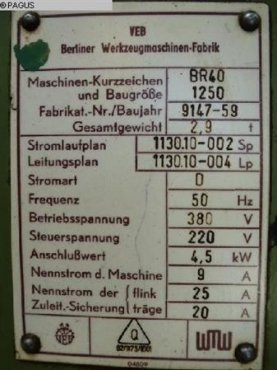 ©PAGUS
VEB
Berliner Werkzeugmaschinen-Fabrik
Maschinen-Kurzzeichen BR40
und Baugröße 1250
Fabrikat.-Nr./Baujahr 9147-59
Gesamtgewicht 2,9 t
Stromlaufplan 1130.10-002 Sp
Leitungsplan 1130.10-004 Lp
Stromart D
Frequenz 50 Hz
Betriebsspannung 380 V
Steuerspannung 220 V
Anschlußwert 4,5 kW
Nennstrom d. Maschine 9 A
Nennstrom der flink 25 A
Zuleit.-Sicherung träge 20 A
Q
WMW